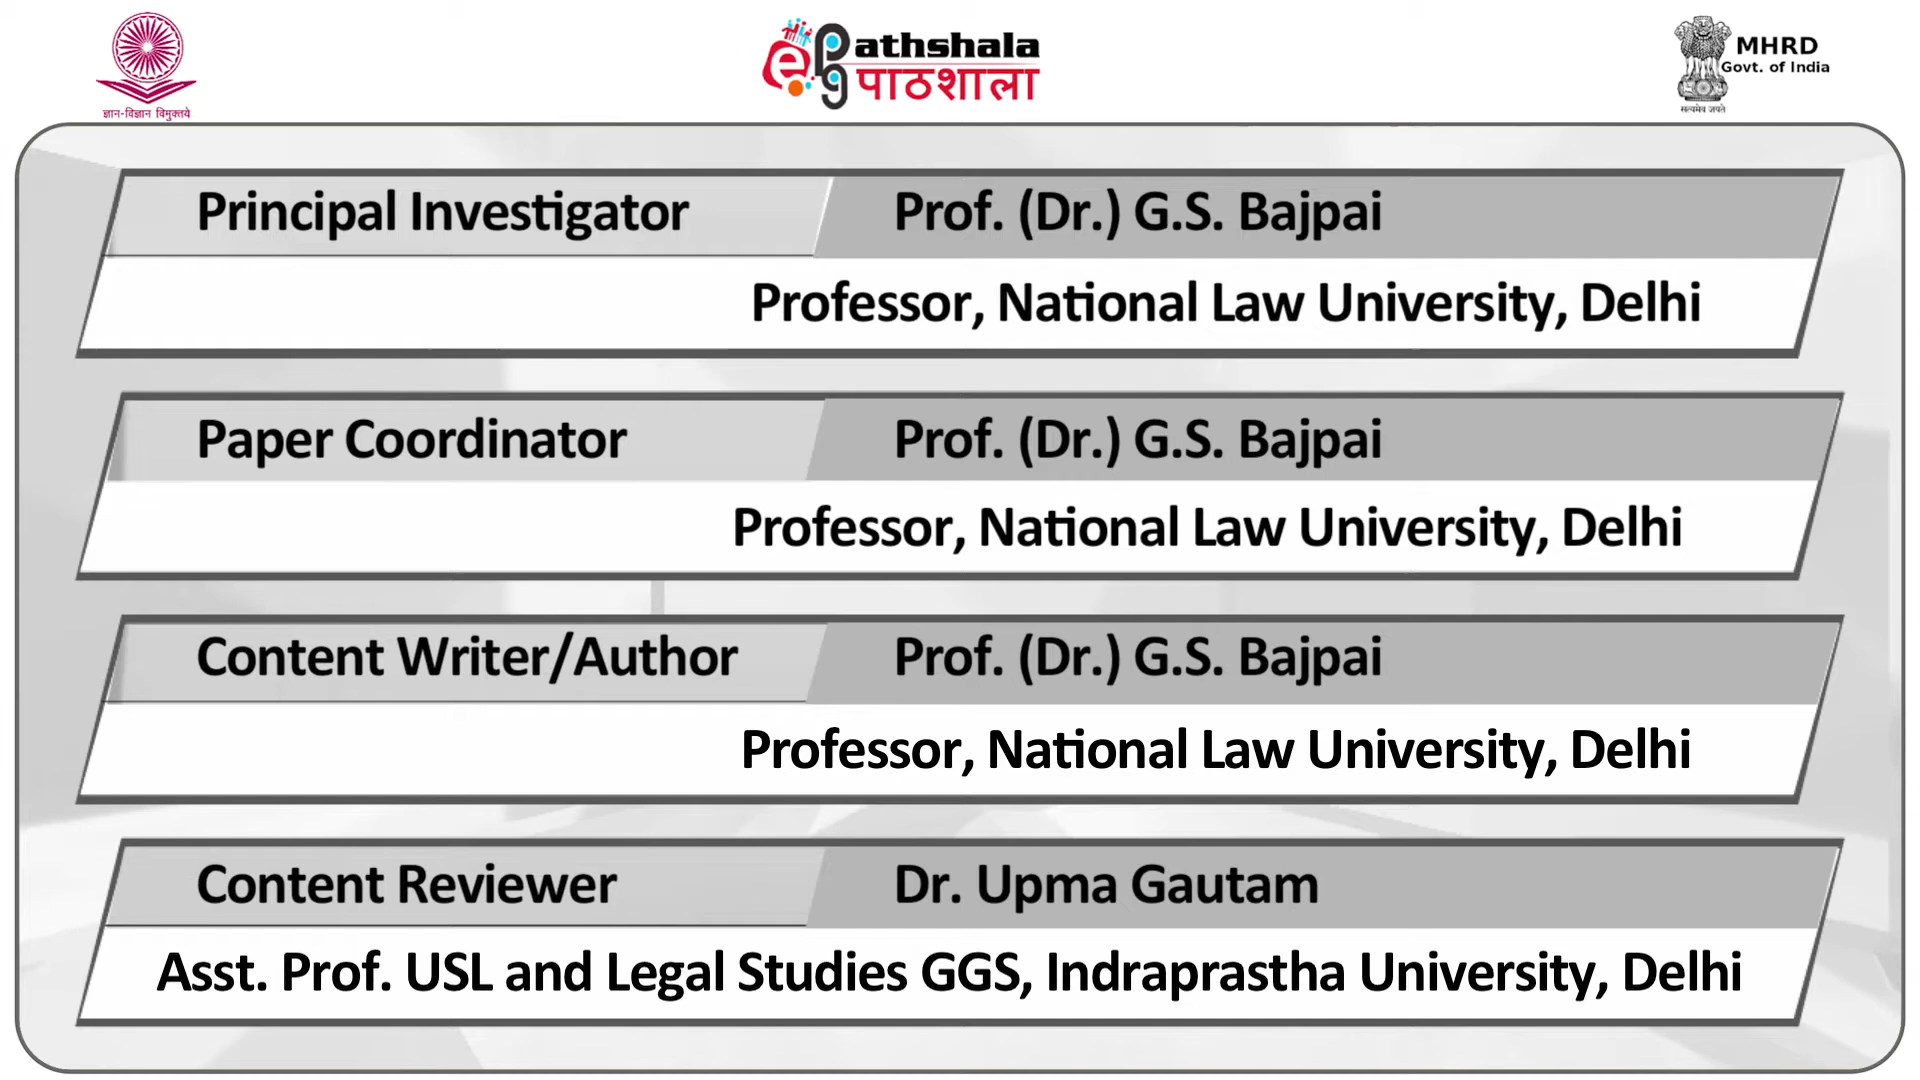 ज्ञान-विज्ञान विमुक्तये
e pg Pathshala
पाठशाला
MHRD
Govt. of India
सत्यमेव जयते
Principal Investigator Prof. (Dr.) G.S. Bajpai
Professor, National Law University, Delhi
Paper Coordinator Prof. (Dr.) G.S. Bajpai
Professor, National Law University, Delhi
Content Writer/Author Prof. (Dr.) G.S. Bajpai
Professor, National Law University, Delhi
Content Reviewer Dr. Upma Gautam
Asst. Prof. USL and Legal Studies GGS, Indraprastha University, Delhi